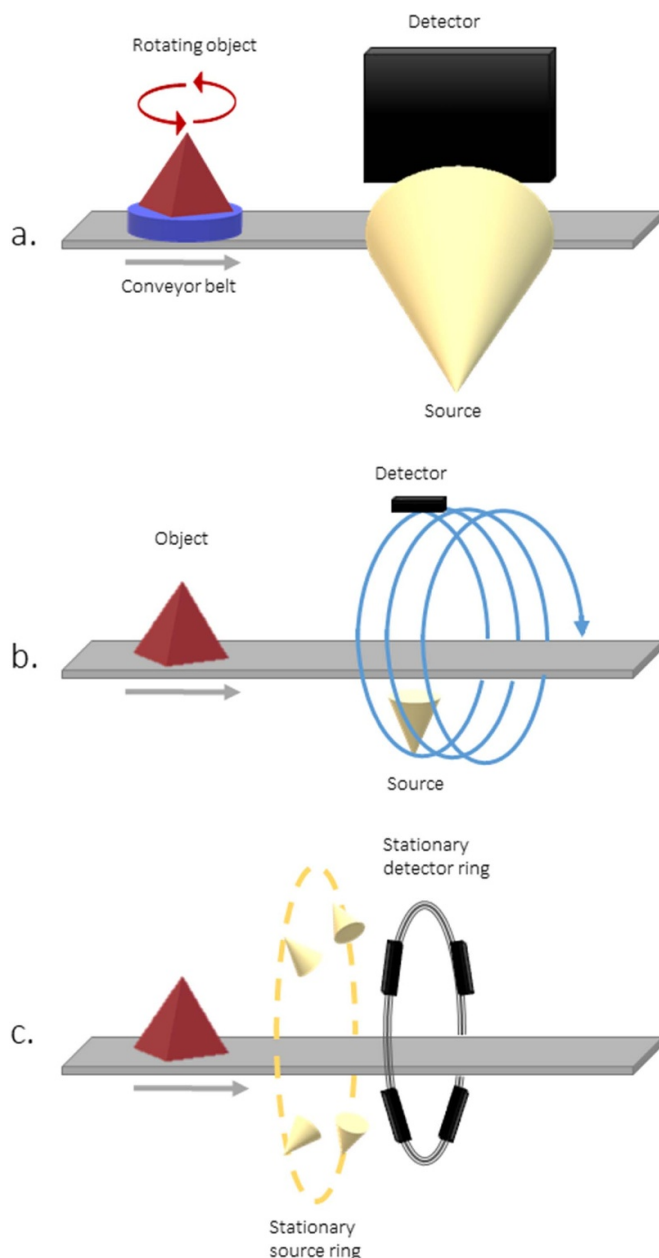 Rotating object
Detector
a.
Conveyor belt
Source
Detector
Object
b.
Source
Stationary
detector ring
c.
Stationary
source ring